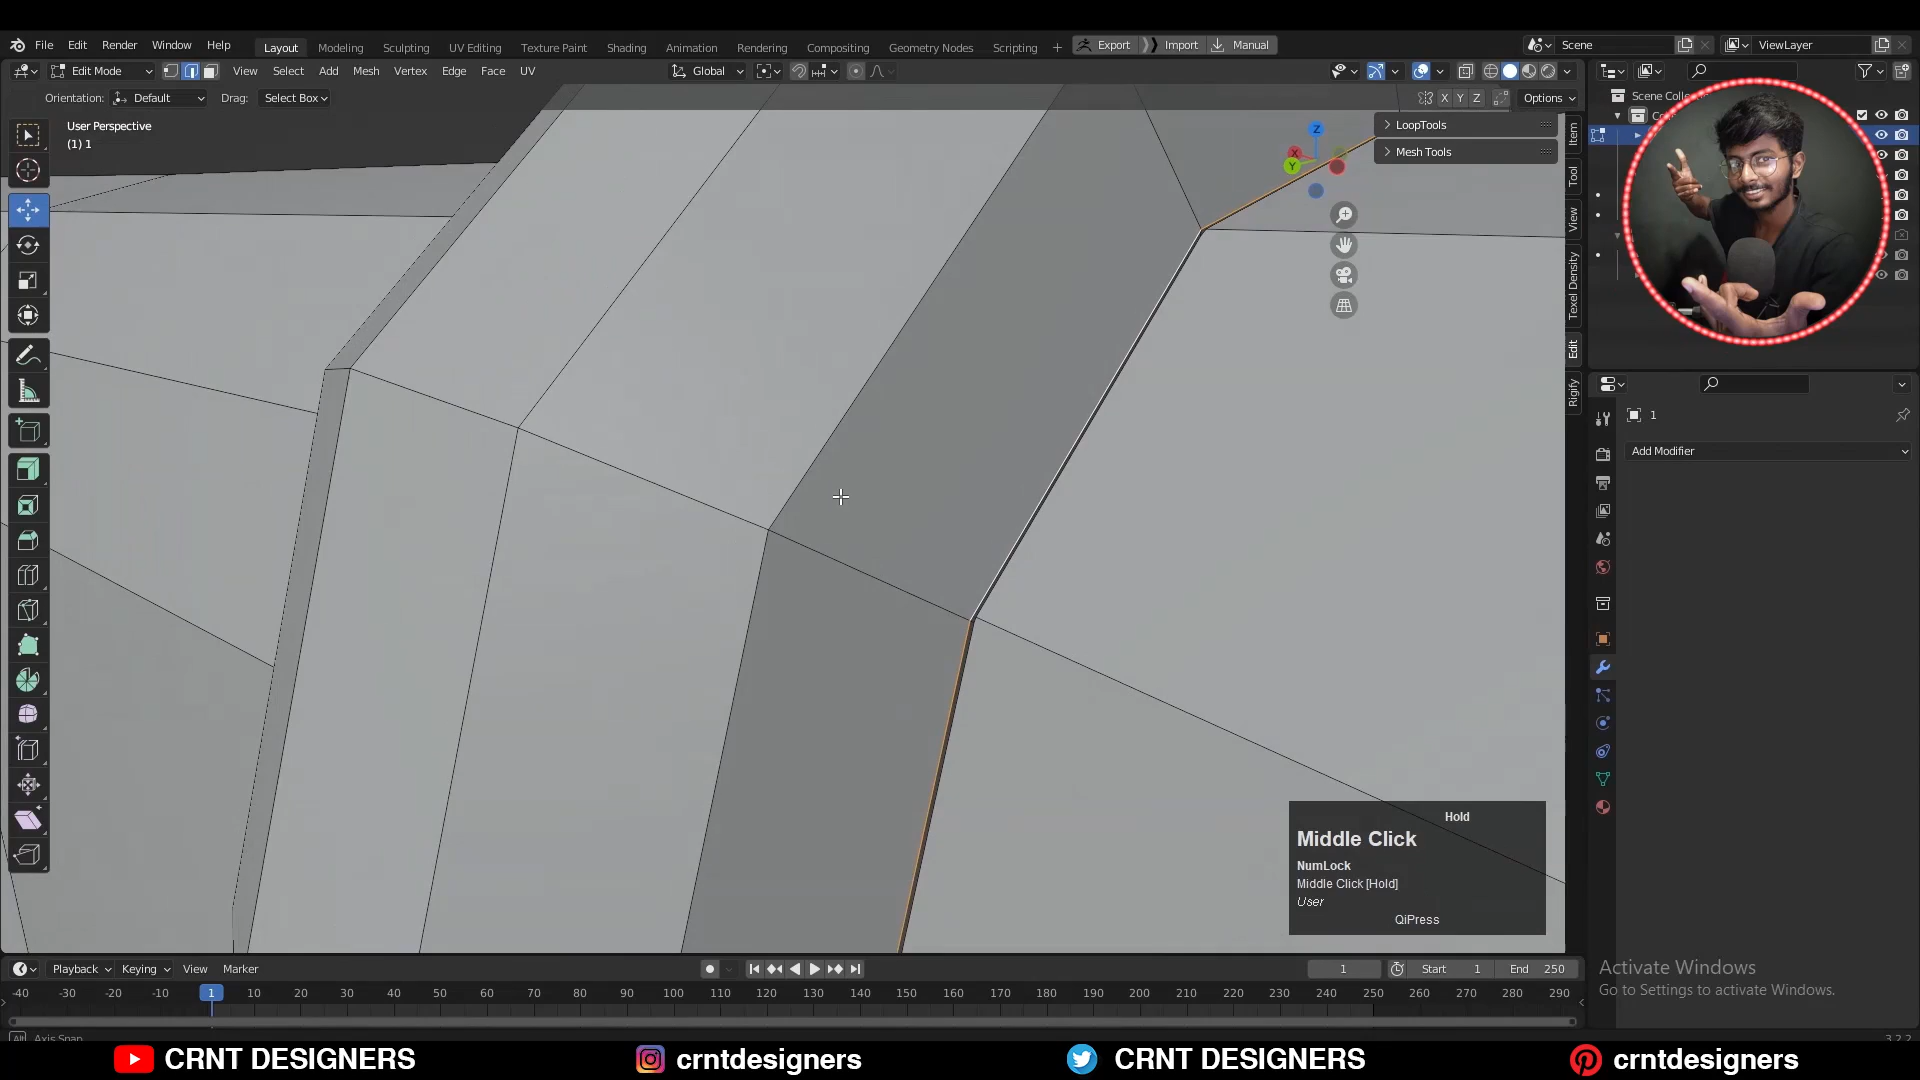 File Edit Render Window Help Layout Modeling Sculpting UV Editing Texture Paint Shading Animation Rendering Compositing Geometry Nodes Scripting + Export Import Manual Scene ViewLayer
Edit Mode View Select Add Mesh Vertex Edge Face UV Global
Orientation: Default Drag: Select Box X Y Z Options
User Perspective
(1) 1
LoopTools
Mesh Tools
Z
X
Y
Item
Tool
View
Texel Density
Edit
Rigify
1
Add Modifier
Hold
Middle Click
NumLock
Middle Click [Hold]
User
QiPress
Playback Keying View Marker 1 Start 1 End 250
-40 -30 -20 -10 1 10 20 30 40 50 60 70 80 90 100 110 120 130 140 150 160 170 180 190 200 210 220 230 240 250 260 270 280 290
Activate Windows
Go to Settings to activate Windows.
CRNT DESIGNERS crntdesigners CRNT DESIGNERS crntdesigners